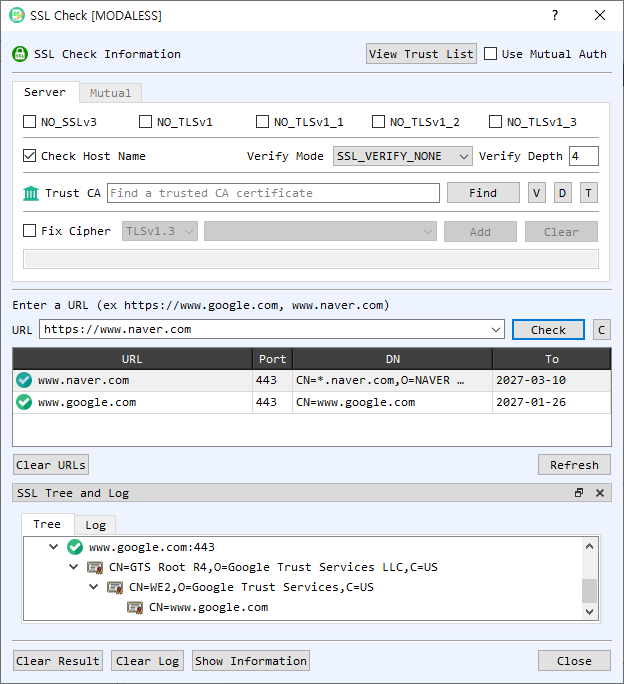 SSL Check [MODALESS]
SSL Check Information
View Trust List
Use Mutual Auth
Server
Mutual
NO_SSLv3
NO_TLSv1
NO_TLSv1_1
NO_TLSv1_2
NO_TLSv1_3
Check Host Name
Verify Mode
SSL_VERIFY_NONE
Verify Depth
4
Trust CA
Find a trusted CA certificate
Find
V
D
T
Fix Cipher
TLSv1.3
Add
Clear
Enter a URL (ex https://www.google.com, www.naver.com)
URL
https://www.naver.com
Check
C
URL Port DN To
www.naver.com 443 CN=*.naver.com,O=NAVER … 2027-03-10
www.google.com 443 CN=www.google.com 2027-01-26
Clear URLs
Refresh
SSL Tree and Log
Tree
Log
www.google.com:443
CN=GTS Root R4,O=Google Trust Services LLC,C=US
CN=WE2,O=Google Trust Services,C=US
CN=www.google.com
Clear Result
Clear Log
Show Information
Close